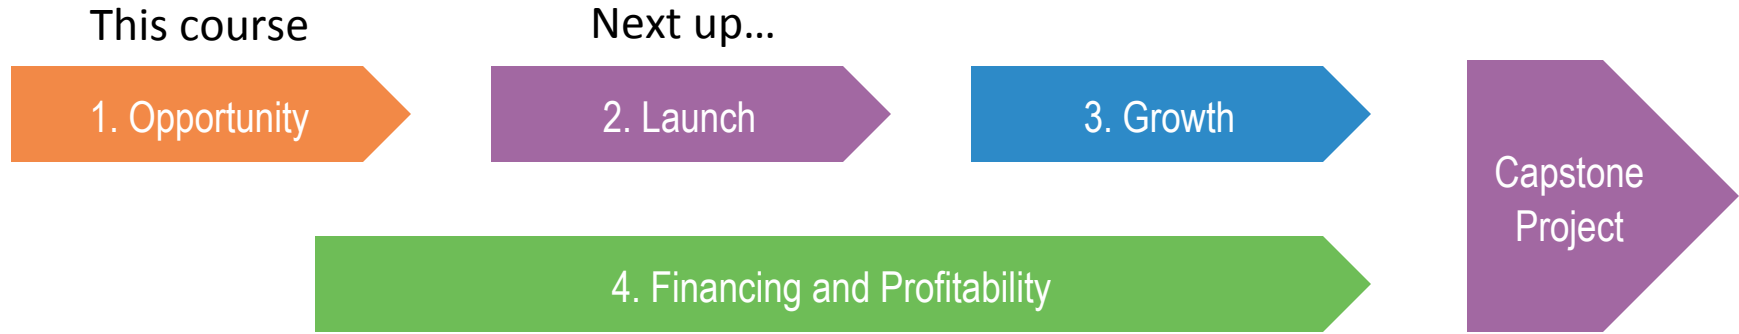 This course
Next up...
1. Opportunity
2. Launch
3. Growth
Capstone
Project
4. Financing and Profitability